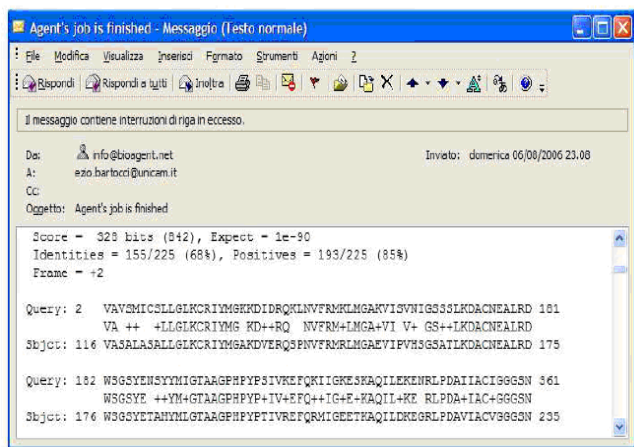 Agent's job is finished - Messaggio (Testo normale)
File Modifica Visualizza Inserisci Formato Strumenti Azioni ?
Rispondi Rispondi a tutti Inoltra
Il messaggio contiene interruzioni di riga in eccesso.
Da: info@bioagent.net Inviato: domenica 06/08/2006 23.08
A: ezio.bartocci@unicam.it
Cc:
Oggetto: Agent's job is finished
Score = 328 bits (842), Expect = 1e-90
Identities = 155/225 (68%), Positives = 193/225 (85%)
Frame = +2
Query: 2 VAVSMICSLLGLKCRIYMGKKDIDRQKLNVFRMKLMGAKVISVNIGSSSLKDACNEALRD 181
VA ++ +LLGLKCRIYMG KD++RQ NVFRM+LMGA+VI V+ GS++LKDACNEALRD
Sbjct: 116 VASALASALLGLKCRIYMGAKDVERQSPNVFRMRLMGAEVIPVHSGSATLKDACNEALRD 175
Query: 182 WSGSYENSYYMIGTAAGPHPYPSIVKEFQKIIGKESKAQILEKENRLPDAIIACIGGGSN 361
WSGSYE ++YM+GTAAGPHPYP+IV+EFQ++IG+E+KAQIL+KE RLPDA+IAC+GGGSN
Sbjct: 176 WSGSYETAHYMLGTAAGPHPYPTIVREFQRMIGEETKAQILDKEGRLPDAVIACVGGGSN 235